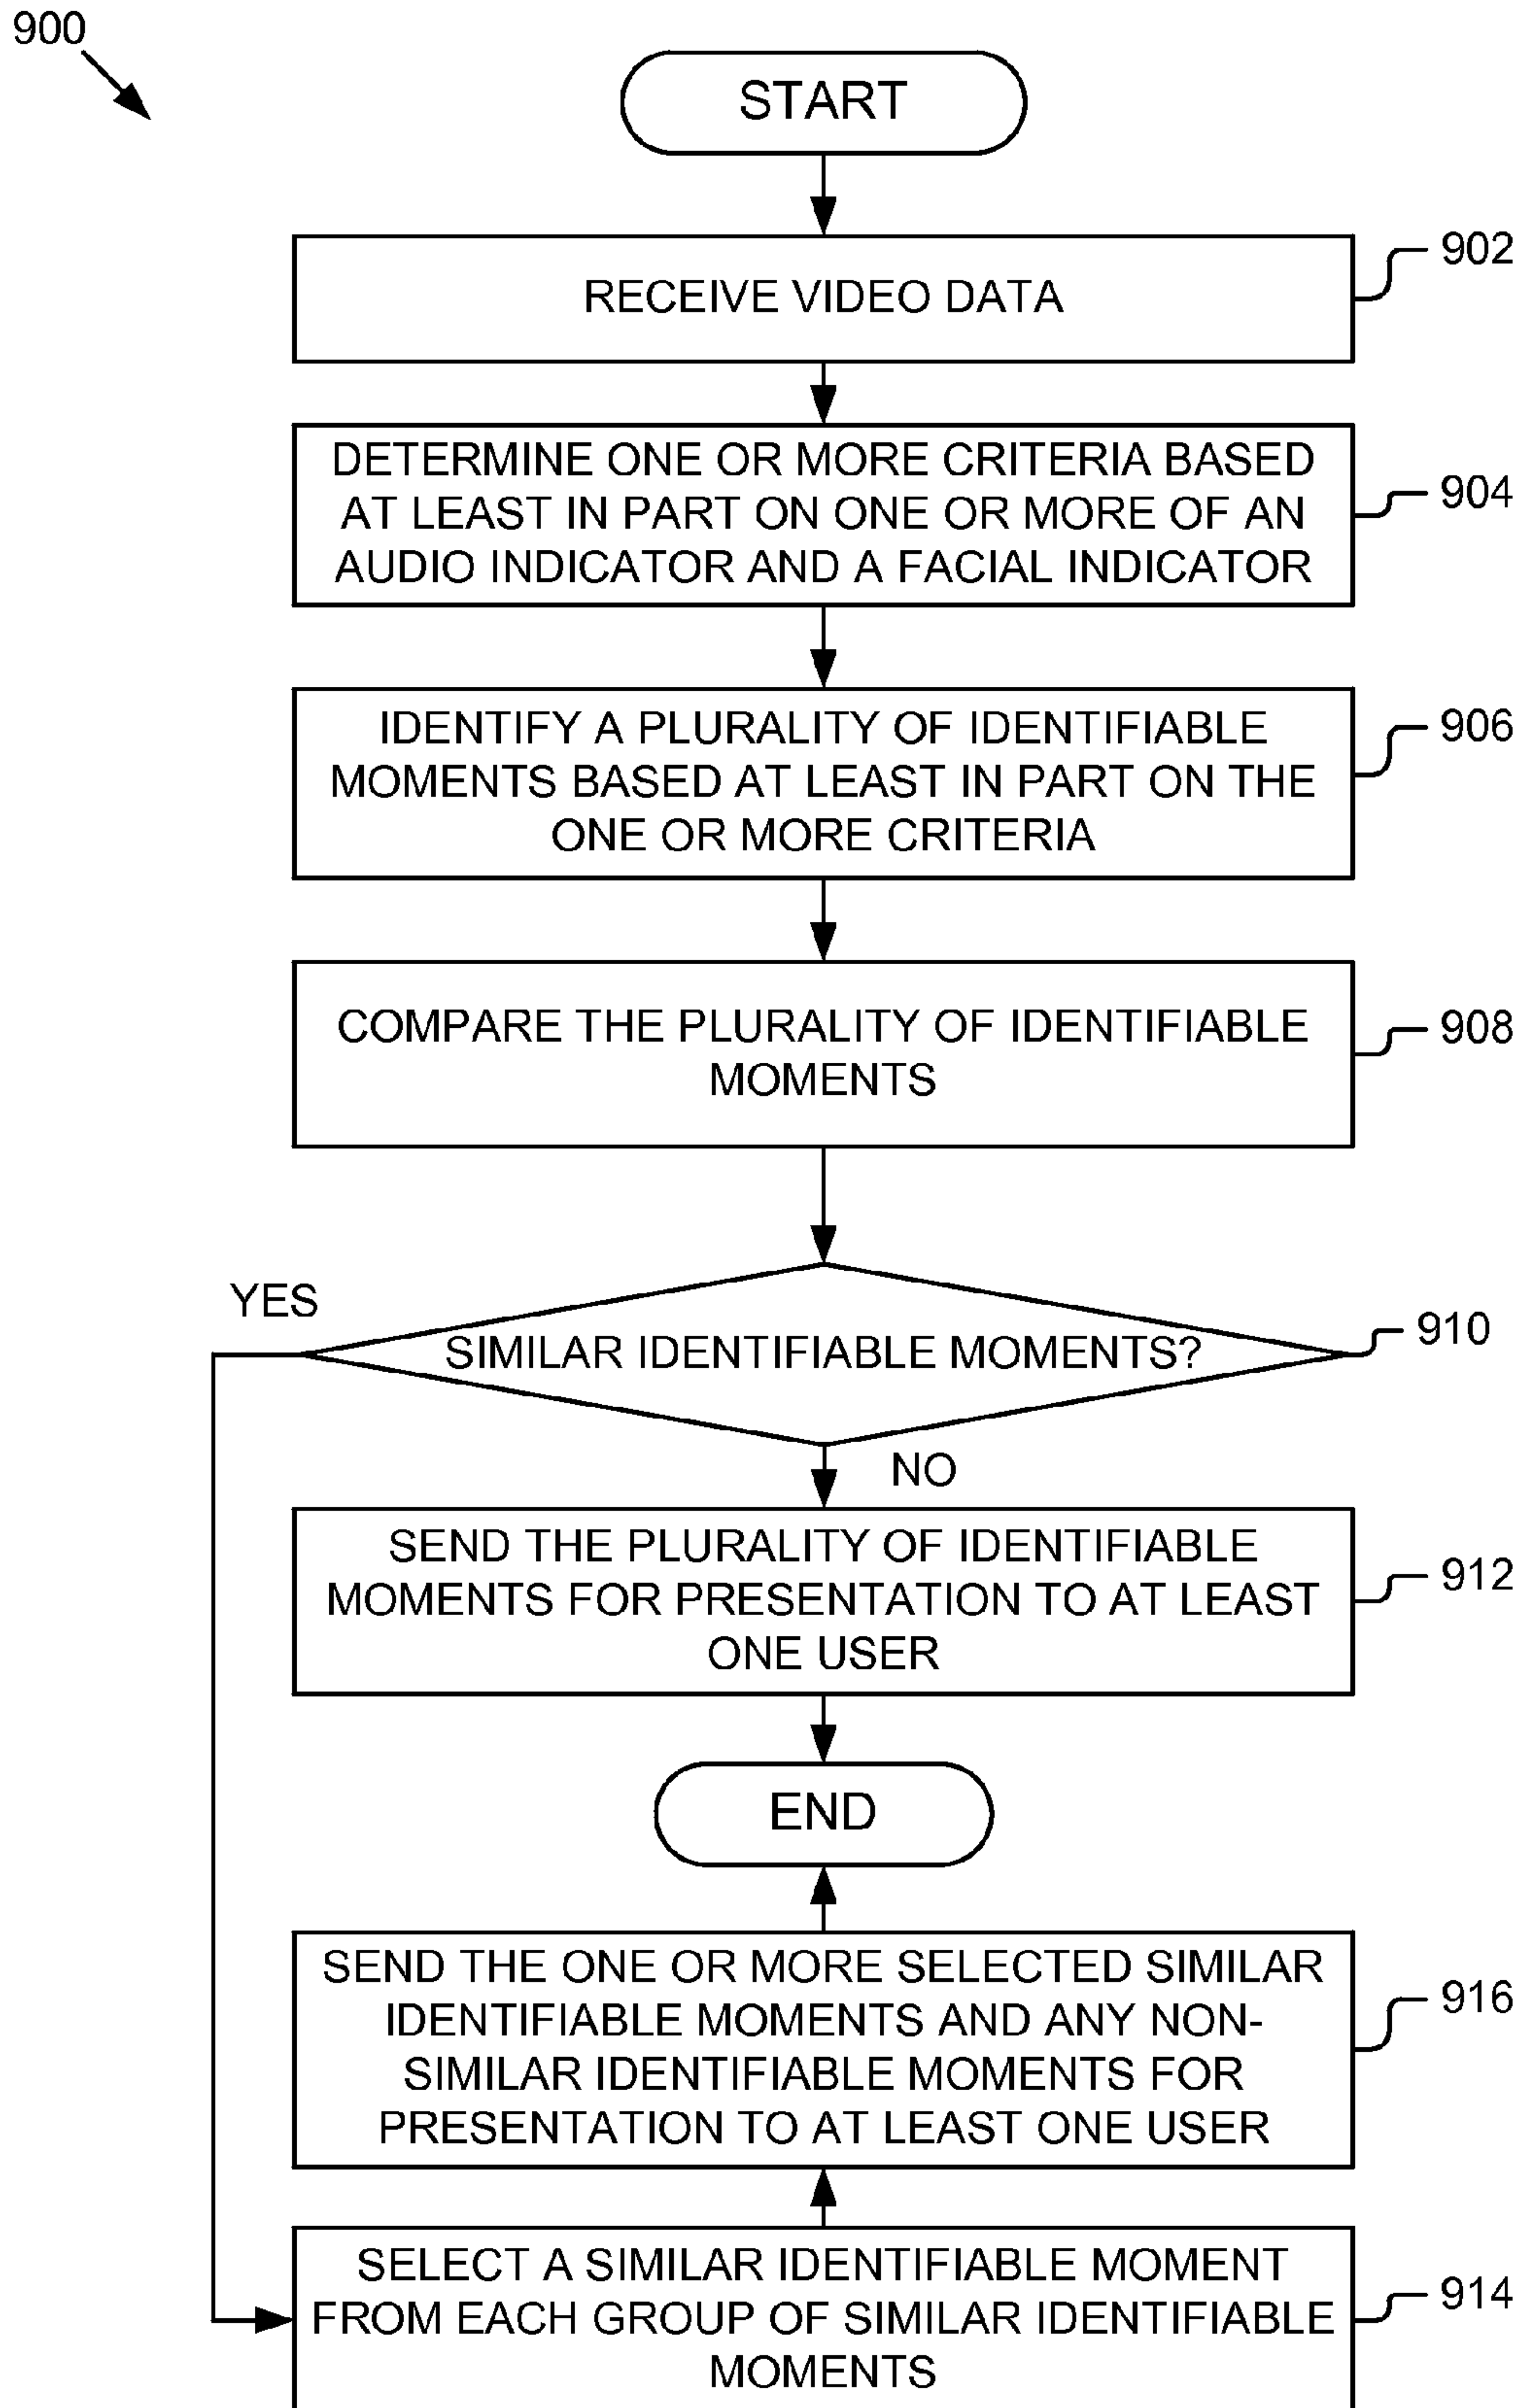 900
START
RECEIVE VIDEO DATA
902
DETERMINE ONE OR MORE CRITERIA BASED
AT LEAST IN PART ON ONE OR MORE OF AN
AUDIO INDICATOR AND A FACIAL INDICATOR
904
IDENTIFY A PLURALITY OF IDENTIFIABLE
MOMENTS BASED AT LEAST IN PART ON THE
ONE OR MORE CRITERIA
906
COMPARE THE PLURALITY OF IDENTIFIABLE
MOMENTS
908
YES
SIMILAR IDENTIFIABLE MOMENTS?
910
NO
SEND THE PLURALITY OF IDENTIFIABLE
MOMENTS FOR PRESENTATION TO AT LEAST
ONE USER
912
END
SEND THE ONE OR MORE SELECTED SIMILAR
IDENTIFIABLE MOMENTS AND ANY NON-
SIMILAR IDENTIFIABLE MOMENTS FOR
PRESENTATION TO AT LEAST ONE USER
916
SELECT A SIMILAR IDENTIFIABLE MOMENT
FROM EACH GROUP OF SIMILAR IDENTIFIABLE
MOMENTS
914